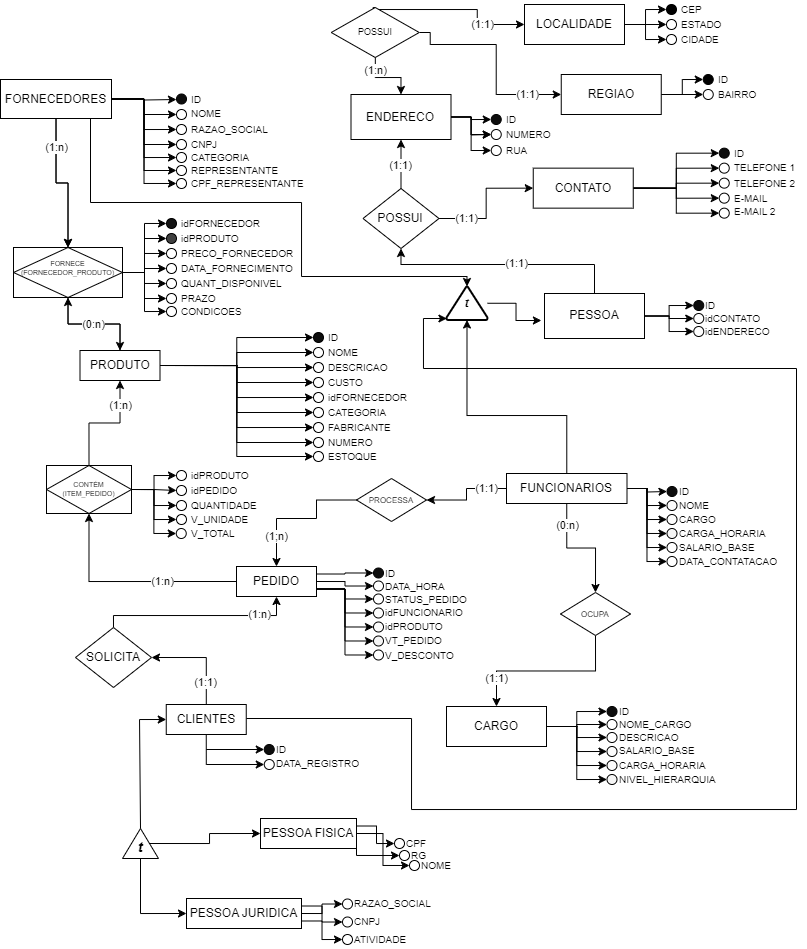 POSSUI
(1:1)
LOCALIDADE
CEP
ESTADO
CIDADE
(1:n)
(1:1)
REGIAO
ID
BAIRRO
FORNECEDORES
ID
NOME
RAZAO_SOCIAL
CNPJ
CATEGORIA
REPRESENTANTE
CPF_REPRESENTANTE
ENDERECO
ID
NUMERO
RUA
(1:n)
(1:1)
CONTATO
ID
TELEFONE 1
TELEFONE 2
E-MAIL
E-MAIL 2
POSSUI
(1:1)
(1:1)
FORNECE
(FORNECEDOR_PRODUTO)
idFORNECEDOR
idPRODUTO
PRECO_FORNECEDOR
DATA_FORNECIMENTO
QUANT_DISPONIVEL
PRAZO
CONDICOES
t
PESSOA
ID
idCONTATO
idENDERECO
(0:n)
PRODUTO
ID
NOME
DESCRICAO
CUSTO
idFORNECEDOR
CATEGORIA
FABRICANTE
NUMERO
ESTOQUE
(1:n)
CONTÉM
(ITEM_PEDIDO)
idPRODUTO
idPEDIDO
QUANTIDADE
V_UNIDADE
V_TOTAL
PROCESSA
(1:1)
FUNCIONARIOS
ID
NOME
CARGO
CARGA_HORARIA
SALARIO_BASE
DATA_CONTATACAO
(1;n)
(0:n)
(1:n)
PEDIDO
ID
DATA_HORA
STATUS_PEDIDO
idFUNCIONARIO
idPRODUTO
VT_PEDIDO
V_DESCONTO
(1:n)
OCUPA
SOLICITA
(1:1)
(1:1)
CLIENTES
ID
DATA_REGISTRO
CARGO
ID
NOME_CARGO
DESCRICAO
SALARIO_BASE
CARGA_HORARIA
NIVEL_HIERARQUIA
t
PESSOA FISICA
CPF
RG
NOME
PESSOA JURIDICA
RAZAO_SOCIAL
CNPJ
ATIVIDADE